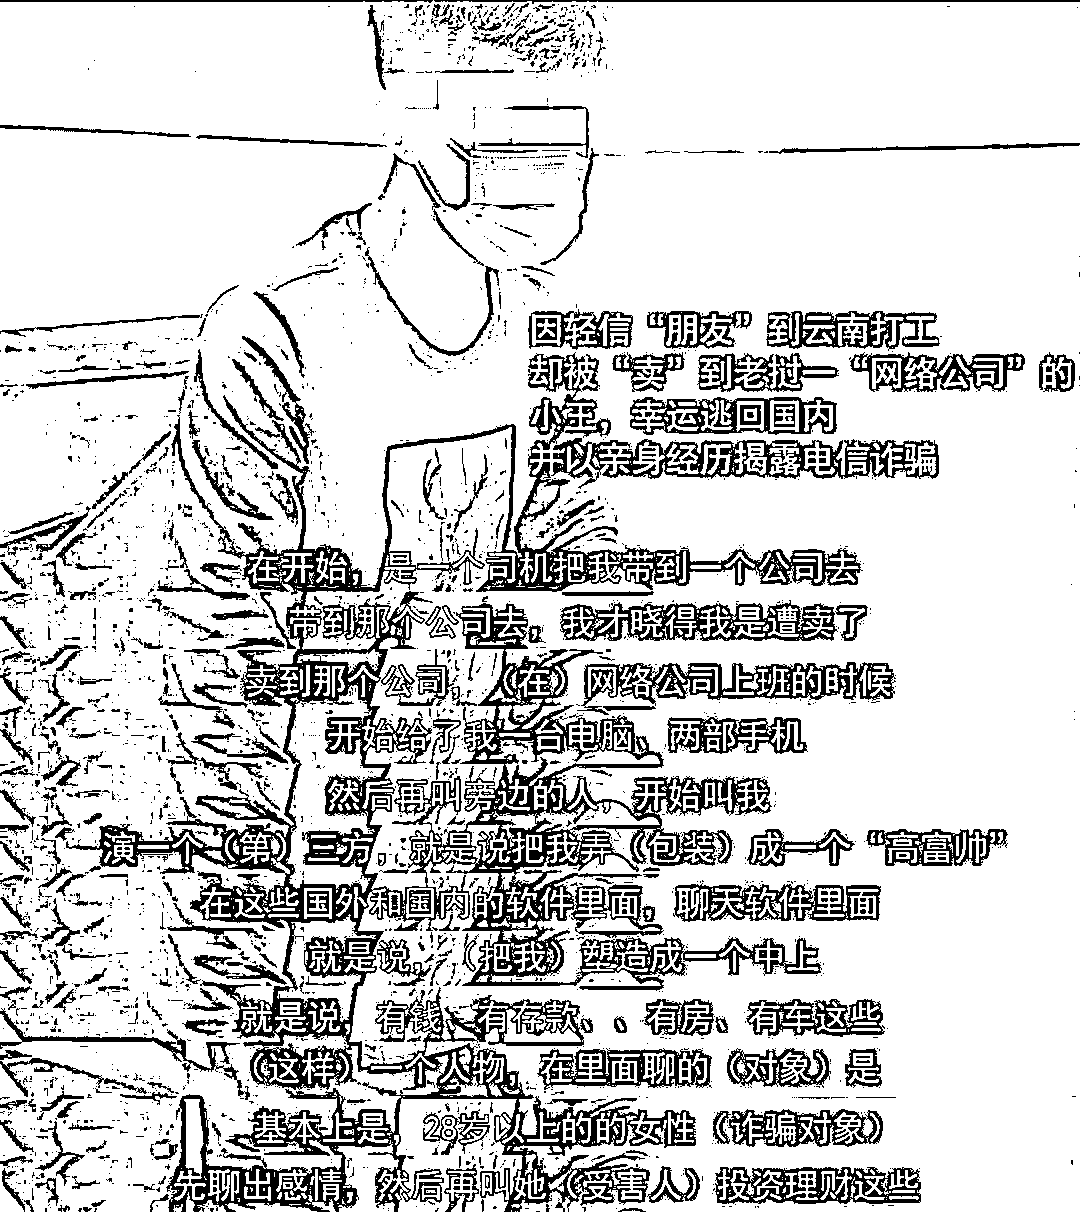 因轻信“朋友”到云南打工
却被“卖”到老挝一“网络公司”的
小王，幸运逃回国内
并以亲身经历揭露电信诈骗
在开始，是一个司机把我带到一个公司去
带到那个公司去，我才晓得我是遭卖了
卖到那个公司，（在）网络公司上班的时候
开始给了我一台电脑、两部手机
然后再叫旁边的人，开始叫我
演一个（第）三方，就是说把我弄（包装）成一个“高富帅”
在这些国外和国内的软件里面，聊天软件里面
就是说，（把我）塑造成一个中上
就是说，有钱、有存款、、有房、有车这些
（这样）一个人物，在里面聊的（对象）是
基本上是，28岁以上的的女性（诈骗对象）
先聊出感情，然后再叫她（受害人）投资理财这些